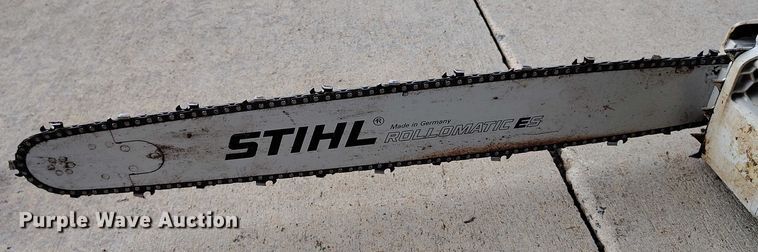 Made in Germany
STIHL®
ROLLOMATIC ES
Purple Wave Auction